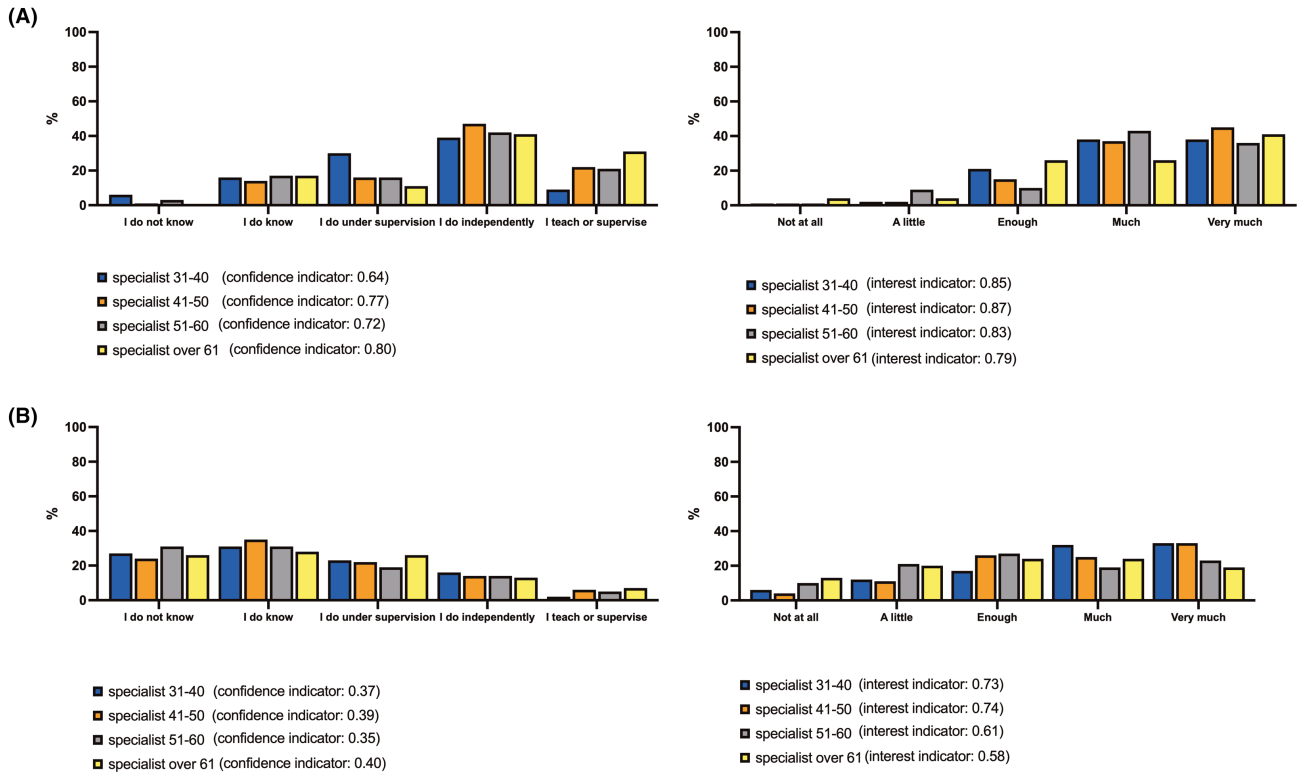 (A)
100
80
60
40
20
0
%
I do not know
I do know
I do under supervision
I do independently
I teach or supervise
specialist 31-40 (confidence indicator: 0.64)
specialist 41-50 (confidence indicator: 0.77)
specialist 51-60 (confidence indicator: 0.72)
specialist over 61 (confidence indicator: 0.80)
100
80
60
40
20
0
%
Not at all
A little
Enough
Much
Very much
specialist 31-40 (interest indicator: 0.85)
specialist 41-50 (interest indicator: 0.87)
specialist 51-60 (interest indicator: 0.83)
specialist over 61 (interest indicator: 0.79)
(B)
100
80
60
40
20
0
%
I do not know
I do know
I do under supervision
I do independently
I teach or supervise
specialist 31-40 (confidence indicator: 0.37)
specialist 41-50 (confidence indicator: 0.39)
specialist 51-60 (confidence indicator: 0.35)
specialist over 61 (confidence indicator: 0.40)
100
80
60
40
20
0
%
Not at all
A little
Enough
Much
Very much
specialist 31-40 (interest indicator: 0.73)
specialist 41-50 (interest indicator: 0.74)
specialist 51-60 (interest indicator: 0.61)
specialist over 61 (interest indicator: 0.58)